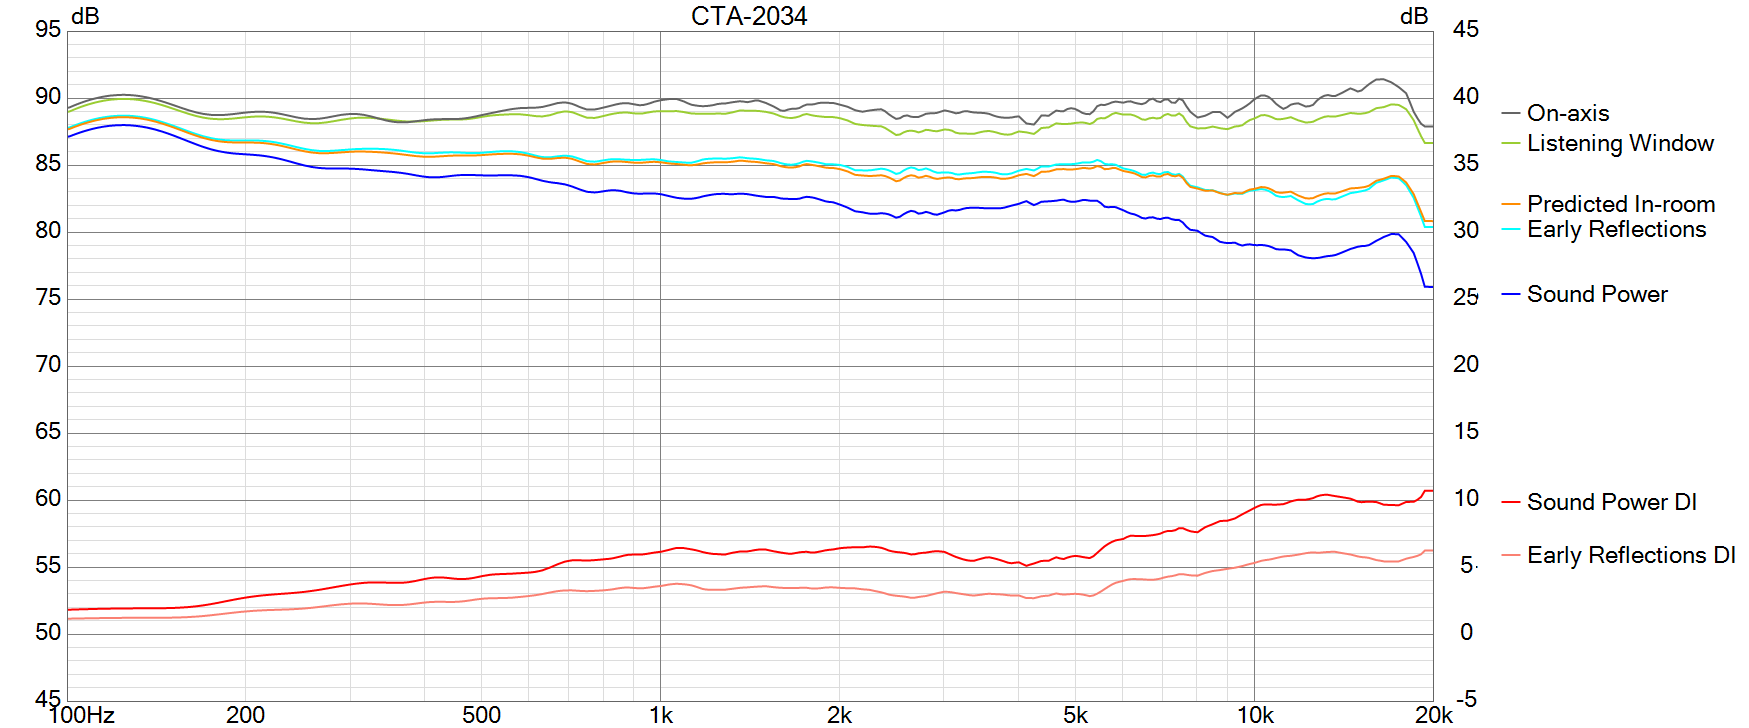 dB CTA-2034 dB
95 45
90 40
On-axis
Listening Window
85 35
Predicted In-room
Early Reflections
80 30
75 25
Sound Power
70 20
65 15
60 10
Sound Power DI
Early Reflections DI
55 5
50 0
45 -5
100Hz 200 500 1k 2k 5k 10k 20k